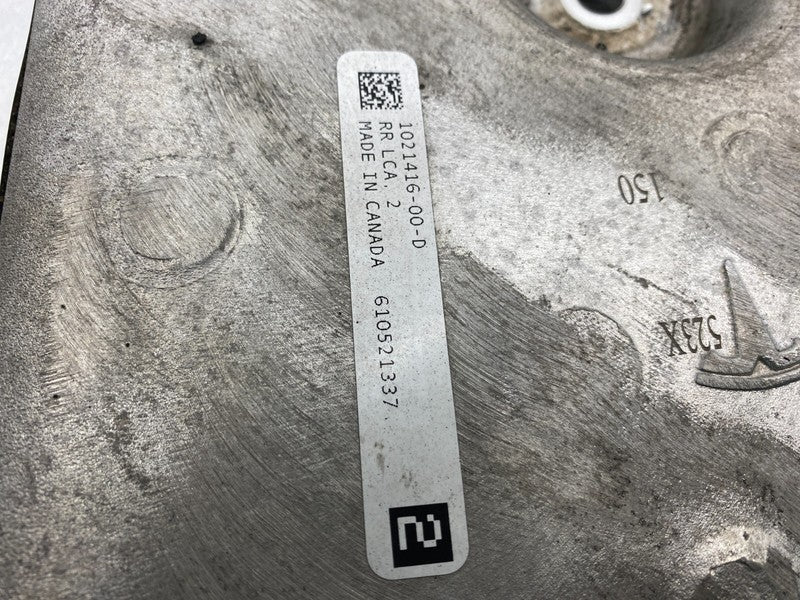 1021416-00-D
RR LCA, 2
MADE IN CANADA 610521337
2
150
523X